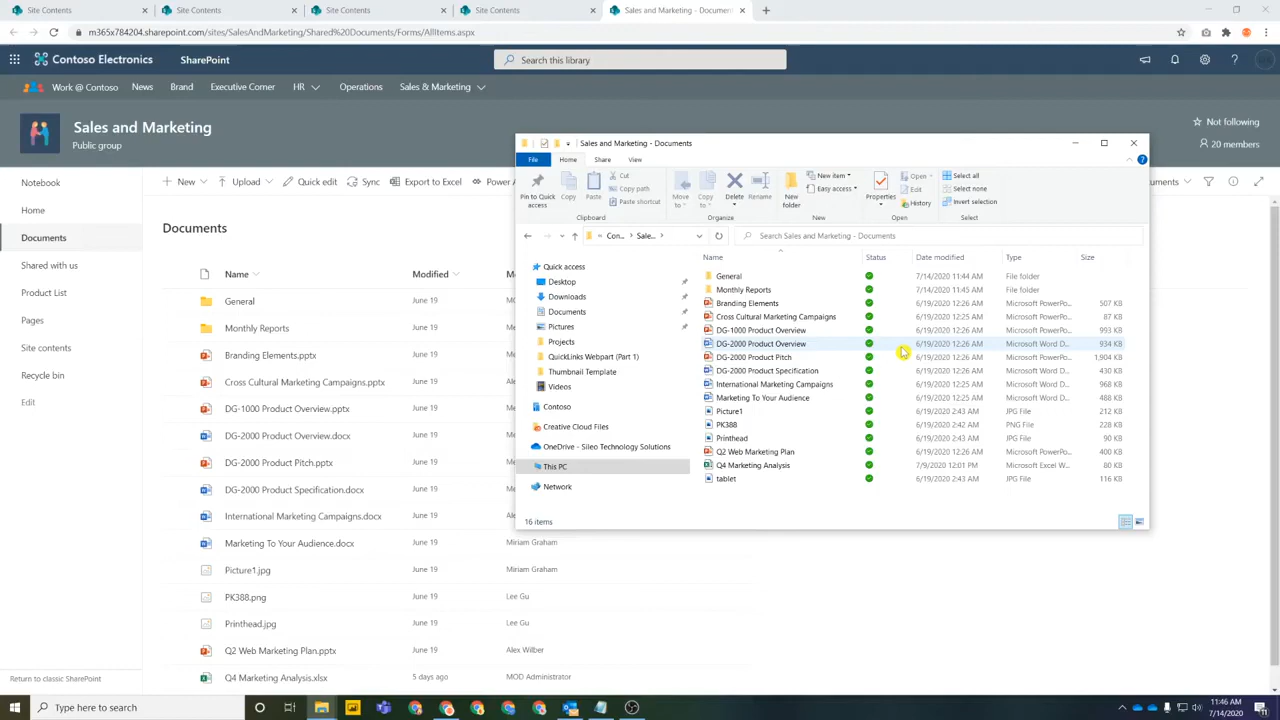 Site Contents
Site Contents
Site Contents
Site Contents
Sales and Marketing - Document
m365x784204.sharepoint.com/sites/SalesAndMarketing/Shared%20Documents/Forms/AllItems.aspx
Contoso Electronics
SharePoint
Search this library
Work @ Contoso
News
Brand
Executive Corner
HR
Operations
Sales & Marketing
Sales and Marketing
Public group
Not following
20 members
Notebook
Home
Documents
Shared with us
Product List
Pages
Site contents
Recycle bin
Edit
Return to classic SharePoint
New
Upload
Quick edit
Sync
Export to Excel
Power A
Documents
Name
Modified
General
June 19
Monthly Reports
June 19
Branding Elements.pptx
June 19
Cross Cultural Marketing Campaigns.pptx
June 19
DG-1000 Product Overview.pptx
June 19
DG-2000 Product Overview.docx
June 19
DG-2000 Product Pitch.pptx
June 19
DG-2000 Product Specification.docx
June 19
International Marketing Campaigns.docx
June 19
Marketing To Your Audience.docx
June 19
Miriam Graham
Picture1.jpg
June 19
Miriam Graham
PK388.png
June 19
Lee Gu
Printhead.jpg
June 19
Lee Gu
Q2 Web Marketing Plan.pptx
June 19
Alex Wilber
Q4 Marketing Analysis.xlsx
5 days ago
MOD Administrator
Sales and Marketing - Documents
File
Home
Share
View
Pin to Quick access
Copy
Paste
Cut
Copy path
Paste shortcut
Clipboard
Move to
Copy to
Delete
Rename
Organize
New folder
New item
Easy access
New
Properties
Open
Edit
History
Open
Select all
Select none
Invert selection
Select
Con...
Sale...
Search Sales and Marketing - Documents
Quick access
Desktop
Downloads
Documents
Pictures
Projects
QuickLinks Webpart (Part 1)
Thumbnail Template
Videos
Contoso
Creative Cloud Files
OneDrive - Sileo Technology Solutions
This PC
Network
Name
Status
Date modified
Type
Size
General
7/14/2020 11:44 AM
File folder
Monthly Reports
7/14/2020 11:45 AM
File folder
Branding Elements
6/19/2020 12:26 AM
Microsoft PowerPo...
507 KB
Cross Cultural Marketing Campaigns
6/19/2020 12:25 AM
Microsoft PowerPo...
87 KB
DG-1000 Product Overview
6/19/2020 12:26 AM
Microsoft PowerPo...
993 KB
DG-2000 Product Overview
6/19/2020 12:26 AM
Microsoft Word D...
934 KB
DG-2000 Product Pitch
6/19/2020 12:26 AM
Microsoft PowerPo...
1,904 KB
DG-2000 Product Specification
6/19/2020 12:26 AM
Microsoft Word D...
430 KB
International Marketing Campaigns
6/19/2020 12:25 AM
Microsoft Word D...
968 KB
Marketing To Your Audience
6/19/2020 12:25 AM
Microsoft Word D...
488 KB
Picture1
6/19/2020 2:43 AM
JPG File
212 KB
PK388
6/19/2020 2:42 AM
PNG File
228 KB
Printhead
6/19/2020 2:43 AM
JPG File
90 KB
Q2 Web Marketing Plan
6/19/2020 12:26 AM
Microsoft PowerPo...
400 KB
Q4 Marketing Analysis
7/9/2020 12:01 PM
Microsoft Excel W...
80 KB
tablet
6/19/2020 2:43 AM
JPG File
116 KB
16 items
Type here to search
11:46 AM
7/14/2020